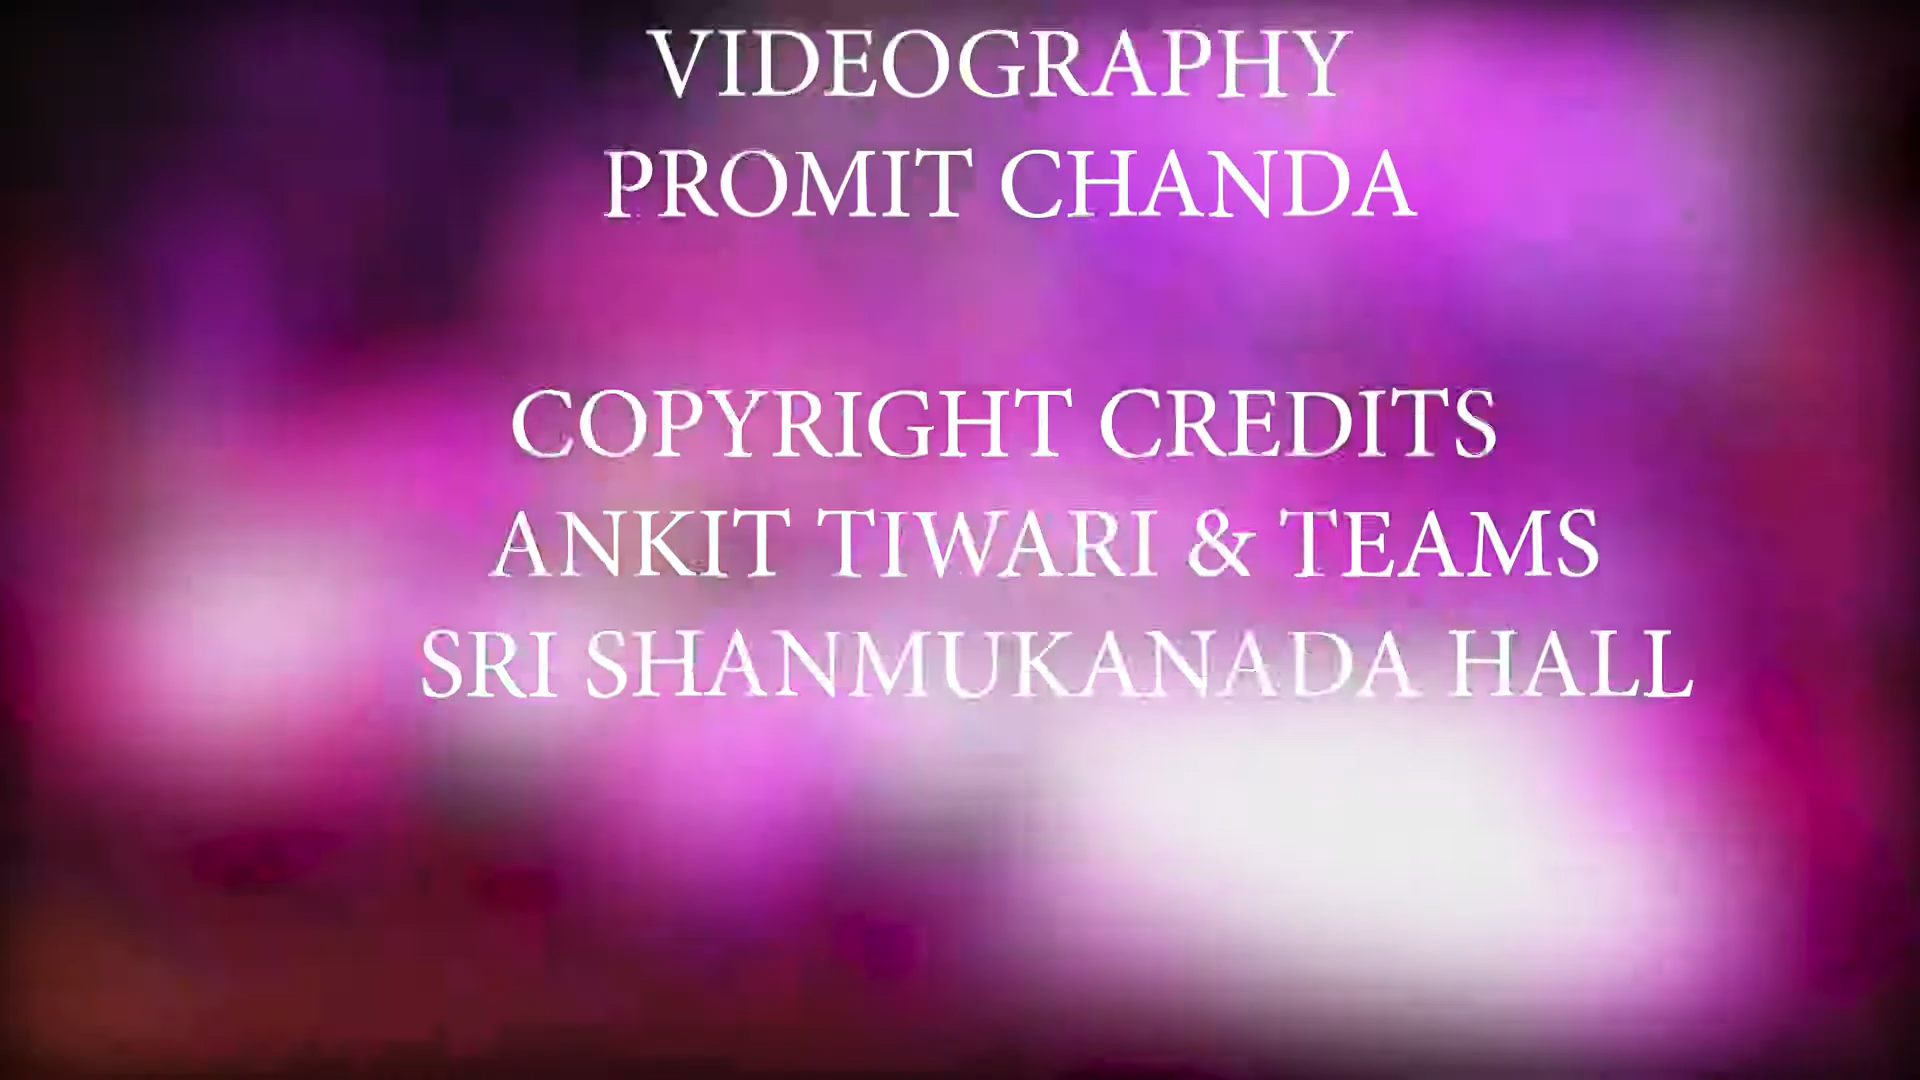 VIDEOGRAPHY
PROMIT CHANDA
COPYRIGHT CREDITS
ANKIT TIWARI & TEAMS
SRI SHANMUKANADA HALL